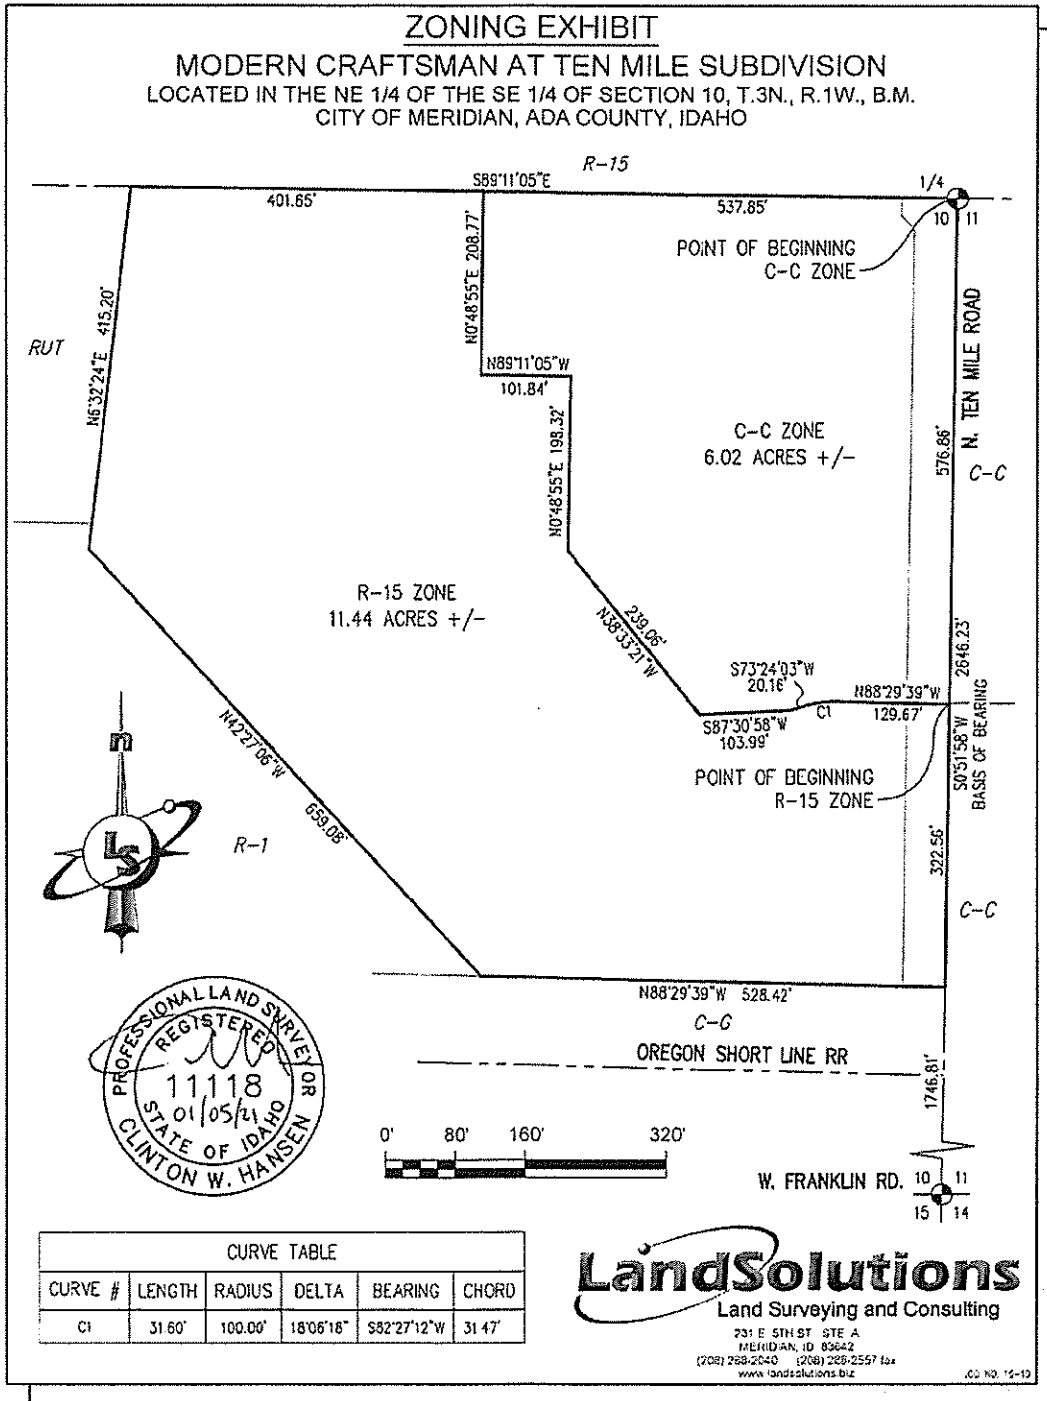 ZONING EXHIBIT
MODERN CRAFTSMAN AT TEN MILE SUBDIVISION
LOCATED IN THE NE 1/4 OF THE SE 1/4 OF SECTION 10, T.3N., R.1W., B.M.
CITY OF MERIDIAN, ADA COUNTY, IDAHO
R-15
S89°11'05"E
401.65'
537.85'
1/4
10 11
POINT OF BEGINNING
C-C ZONE
N0°48'55"E 208.77'
N6°32'24"E 415.20'
RUT
N89°11'05"W
101.84'
N0°48'55"E 198.32'
C-C ZONE
6.02 ACRES +/-
N. TEN MILE ROAD
576.86'
C-C
R-15 ZONE
11.44 ACRES +/-
239.06'
N38°33'21"W
S73°24'03"W
20.16'
C1
N88°29'39"W
129.67'
S87°30'58"W
103.99'
2646.23'
S0°51'58"W
BASIS OF BEARING
POINT OF BEGINNING
R-15 ZONE
322.56'
C-C
N42°27'06"W
659.08'
n
LS
R-1
N88°29'39"W 528.42'
C-G
OREGON SHORT LINE RR
1746.81'
PROFESSIONAL LAND SURVEYOR
REGISTERED
11118
01/05/21
STATE OF IDAHO
CLINTON W. HANSEN
0' 80' 160' 320'
W. FRANKLIN RD.
10 11
15 14
CURVE TABLE
CURVE # LENGTH RADIUS DELTA BEARING CHORD
C1 31.60' 100.00' 18°06'18" S82°27'12"W 31.47'
LandSolutions
Land Surveying and Consulting
231 E. 5TH ST. STE. A
MERIDIAN, ID 83642
(208) 288-2040 (208) 288-2557 fax
www.landsolutions.biz